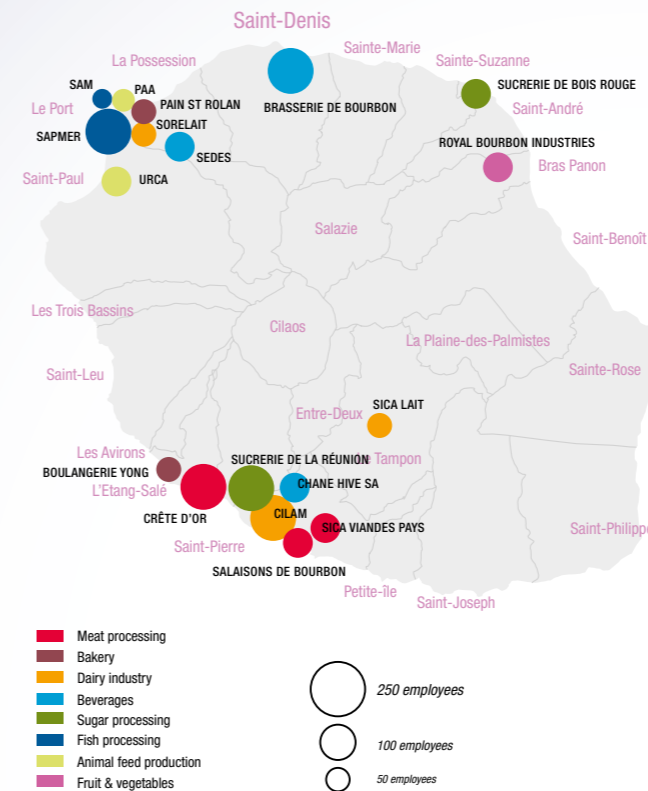 Saint-Denis
Sainte-Marie
La Possession
Sainte-Suzanne
SAM
PAA
SUCRERIE DE BOIS ROUGE
Le Port
PAIN ST ROLAN
BRASSERIE DE BOURBON
Saint-André
SORELAIT
SAPMER
ROYAL BOURBON INDUSTRIES
SEDES
Bras Panon
Saint-Paul
URCA
Salazie
Saint-Benoît
Les Trois Bassins
Cilaos
La Plaine-des-Palmistes
Saint-Leu
Sainte-Rose
SICA LAIT
Entre-Deux
Les Avirons
SUCRERIE DE LA RÉUNION
Tampon
BOULANGERIE YONG
CHANE HIVE SA
L'Etang-Salé
CRÊTE D'OR
CILAM
SICA VIANDES PAYS
Saint-Philippe
Saint-Pierre
SALAISONS DE BOURBON
Petite-île
Saint-Joseph
Meat processing
Bakery
Dairy industry
Beverages
Sugar processing
Fish processing
Animal feed production
Fruit & vegetables
250 employees
100 employees
50 employees